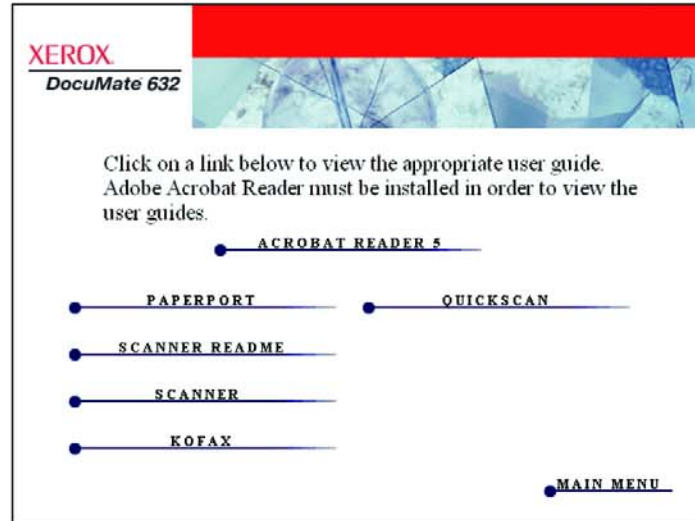 XEROX
DocuMate 632
Click on a link below to view the appropriate user guide.
Adobe Acrobat Reader must be installed in order to view the
user guides.
ACROBAT READER 5
PAPERPORT
QUICKSCAN
SCANNER README
SCANNER
KOFAX
MAIN MENU